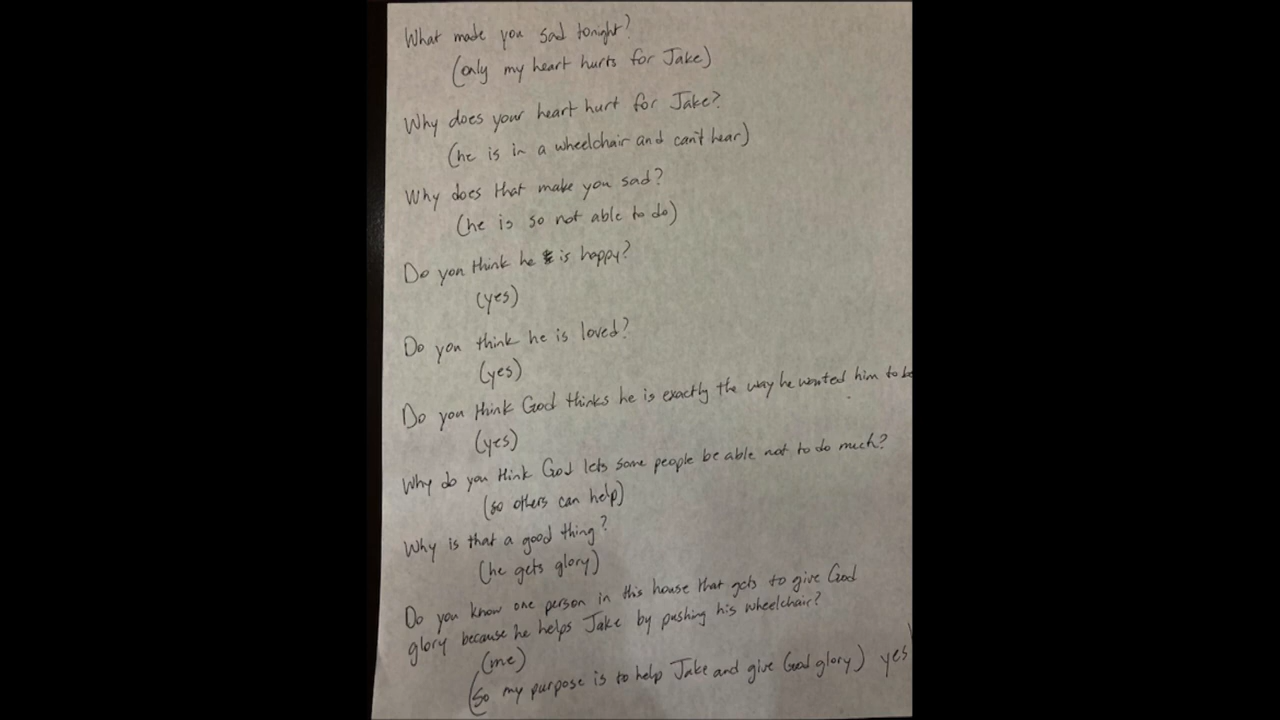 What made you sad tonight?
(only my heart hurts for Jake)
Why does your heart hurt for Jake?
(he is in a wheelchair and can't hear)
Why does that make you sad?
(he is so not able to do)
Do you think he is happy?
(yes)
Do you think he is loved?
(yes)
Do you think God thinks he is exactly the way he wanted him to be
(yes)
Why do you think God lets some people be able not to do much?
(so others can help)
Why is that a good thing?
(he gets glory)
Do you know one person in this house that gets to give God
glory because he helps Jake by pushing his wheelchair?
(me)
(So my purpose is to help Jake and give God glory) yes